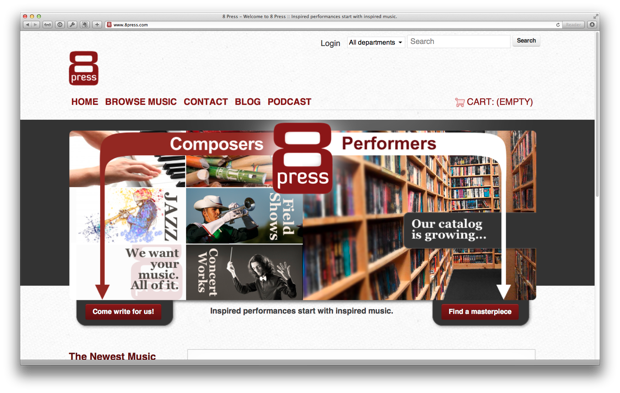 8 Press - Welcome to 8 Press :: Inspired performances start with inspired music.
www.8press.com
8
press
Login
All departments
Search
Search
HOME
BROWSE MUSIC
CONTACT
BLOG
PODCAST
CART: (EMPTY)
Composers
8
press
Performers
JAZZ
Field
Shows
Concert
Works
We want
your
music.
All of it.
Our catalog
is growing...
Come write for us!
Inspired performances start with inspired music.
Find a masterpiece
The Newest Music